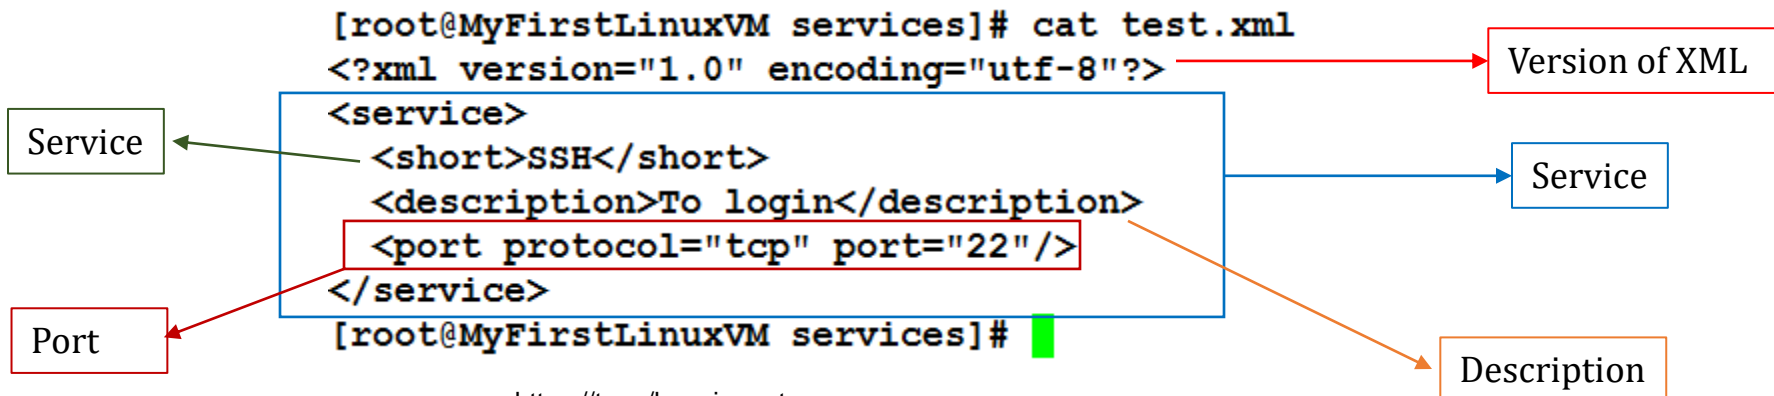 [root@MyFirstLinuxVM services]# cat test.xml
<?xml version="1.0" encoding="utf-8"?>
Version of XML
<service>
Service
<short>SSH</short>
Service
<description>To login</description>
<port protocol="tcp" port="22"/>
</service>
Port
[root@MyFirstLinuxVM services]#
Description